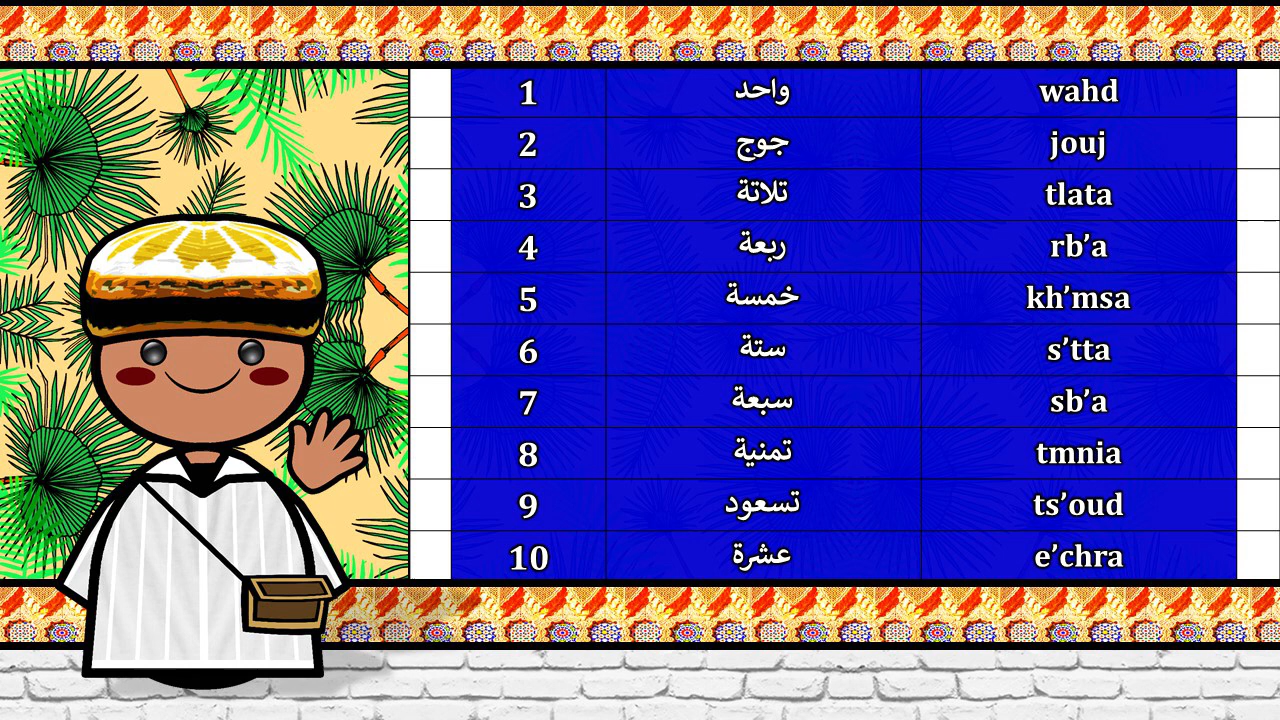 1 واحد wahd
2 جوج jouj
3 تلاتة tlata
4 ربعة rb’a
5 خمسة kh’msa
6 ستة s’tta
7 سبعة sb’a
8 تمنية tmnia
9 تسعود ts’oud
10 عشرة e’chra